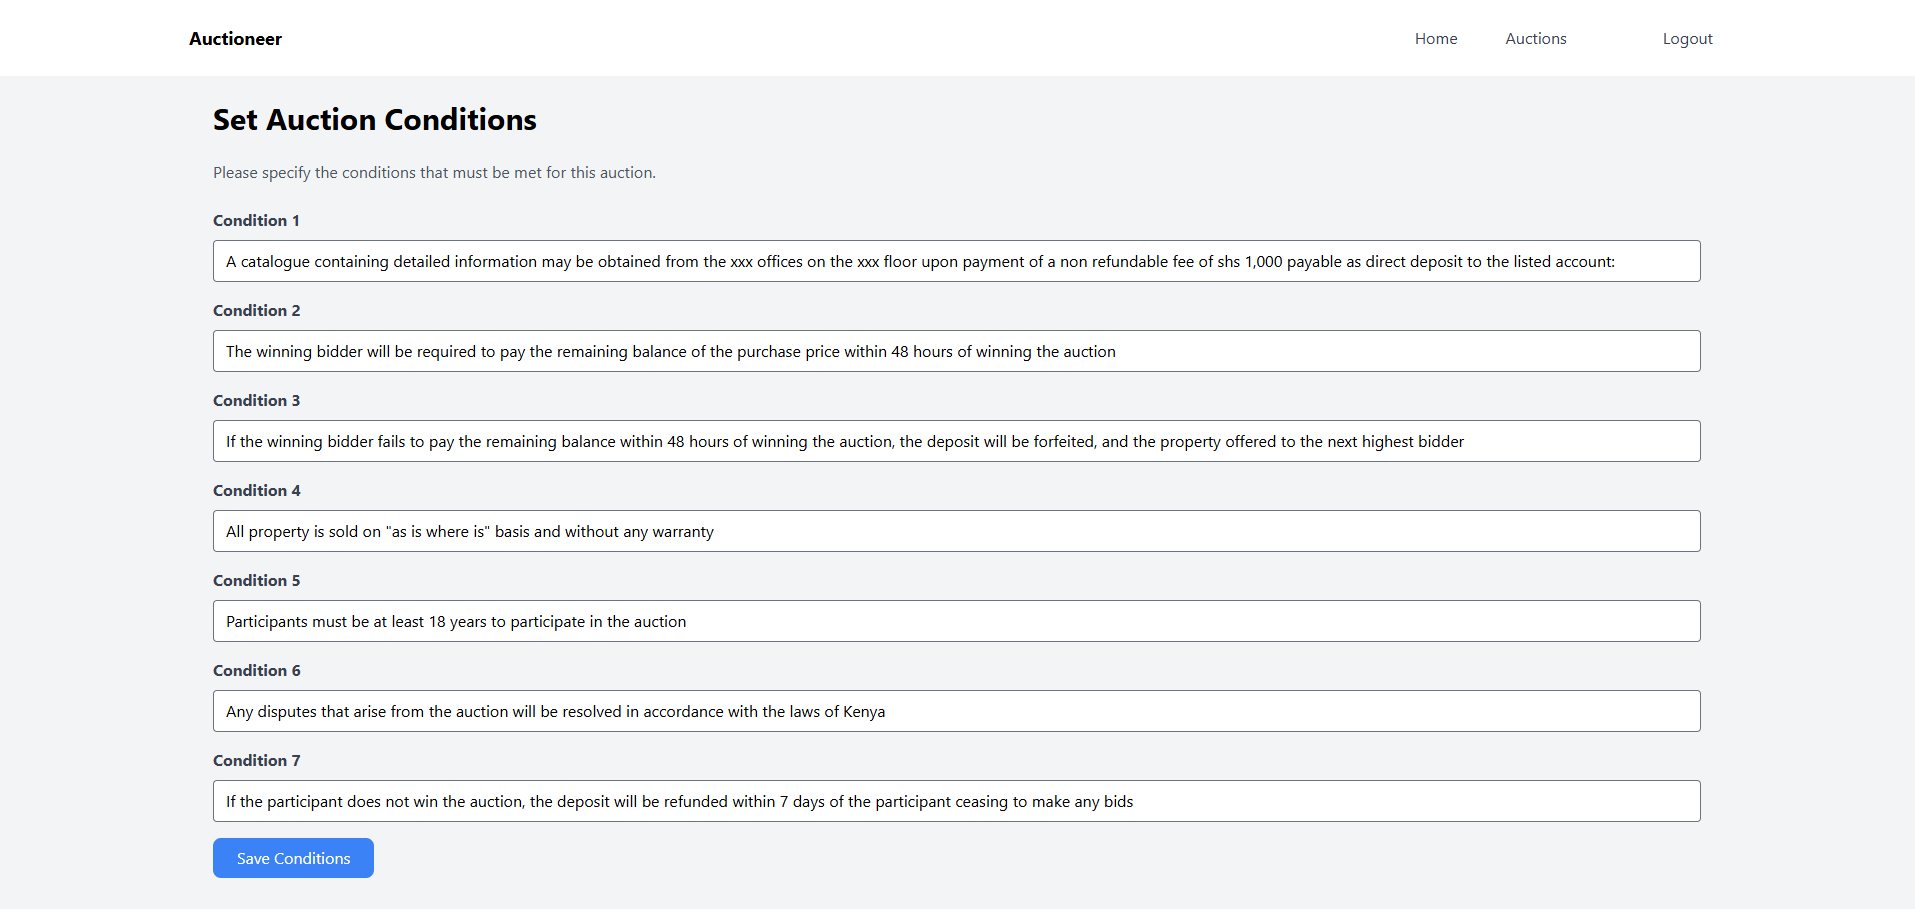 Auctioneer
Home
Auctions
Logout
Set Auction Conditions
Please specify the conditions that must be met for this auction.
Condition 1
A catalogue containing detailed information may be obtained from the xxx offices on the xxx floor upon payment of a non refundable fee of shs 1,000 payable as direct deposit to the listed account:
Condition 2
The winning bidder will be required to pay the remaining balance of the purchase price within 48 hours of winning the auction
Condition 3
If the winning bidder fails to pay the remaining balance within 48 hours of winning the auction, the deposit will be forfeited, and the property offered to the next highest bidder
Condition 4
All property is sold on "as is where is" basis and without any warranty
Condition 5
Participants must be at least 18 years to participate in the auction
Condition 6
Any disputes that arise from the auction will be resolved in accordance with the laws of Kenya
Condition 7
If the participant does not win the auction, the deposit will be refunded within 7 days of the participant ceasing to make any bids
Save Conditions